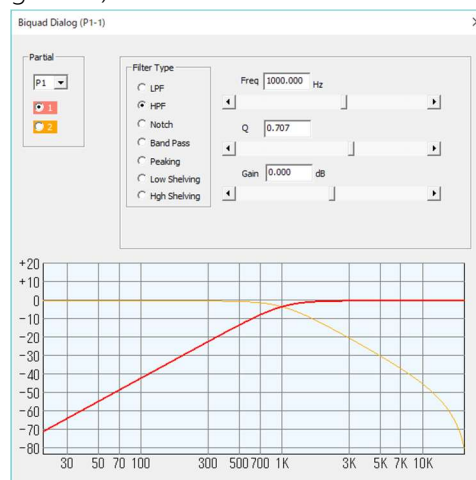 Biquad Dialog (P1-1)
Partial
P1
1
2
Filter Type
LPF
HPF
Notch
Band Pass
Peaking
Low Shelving
Hgh Shelving
Freq 1000.000 Hz
Q 0.707
Gain 0.000 dB
+20
+10
0
-10
-20
-30
-40
-50
-60
-70
-80
30 50 70 100 300 500 700 1K 3K 5K 7K 10K